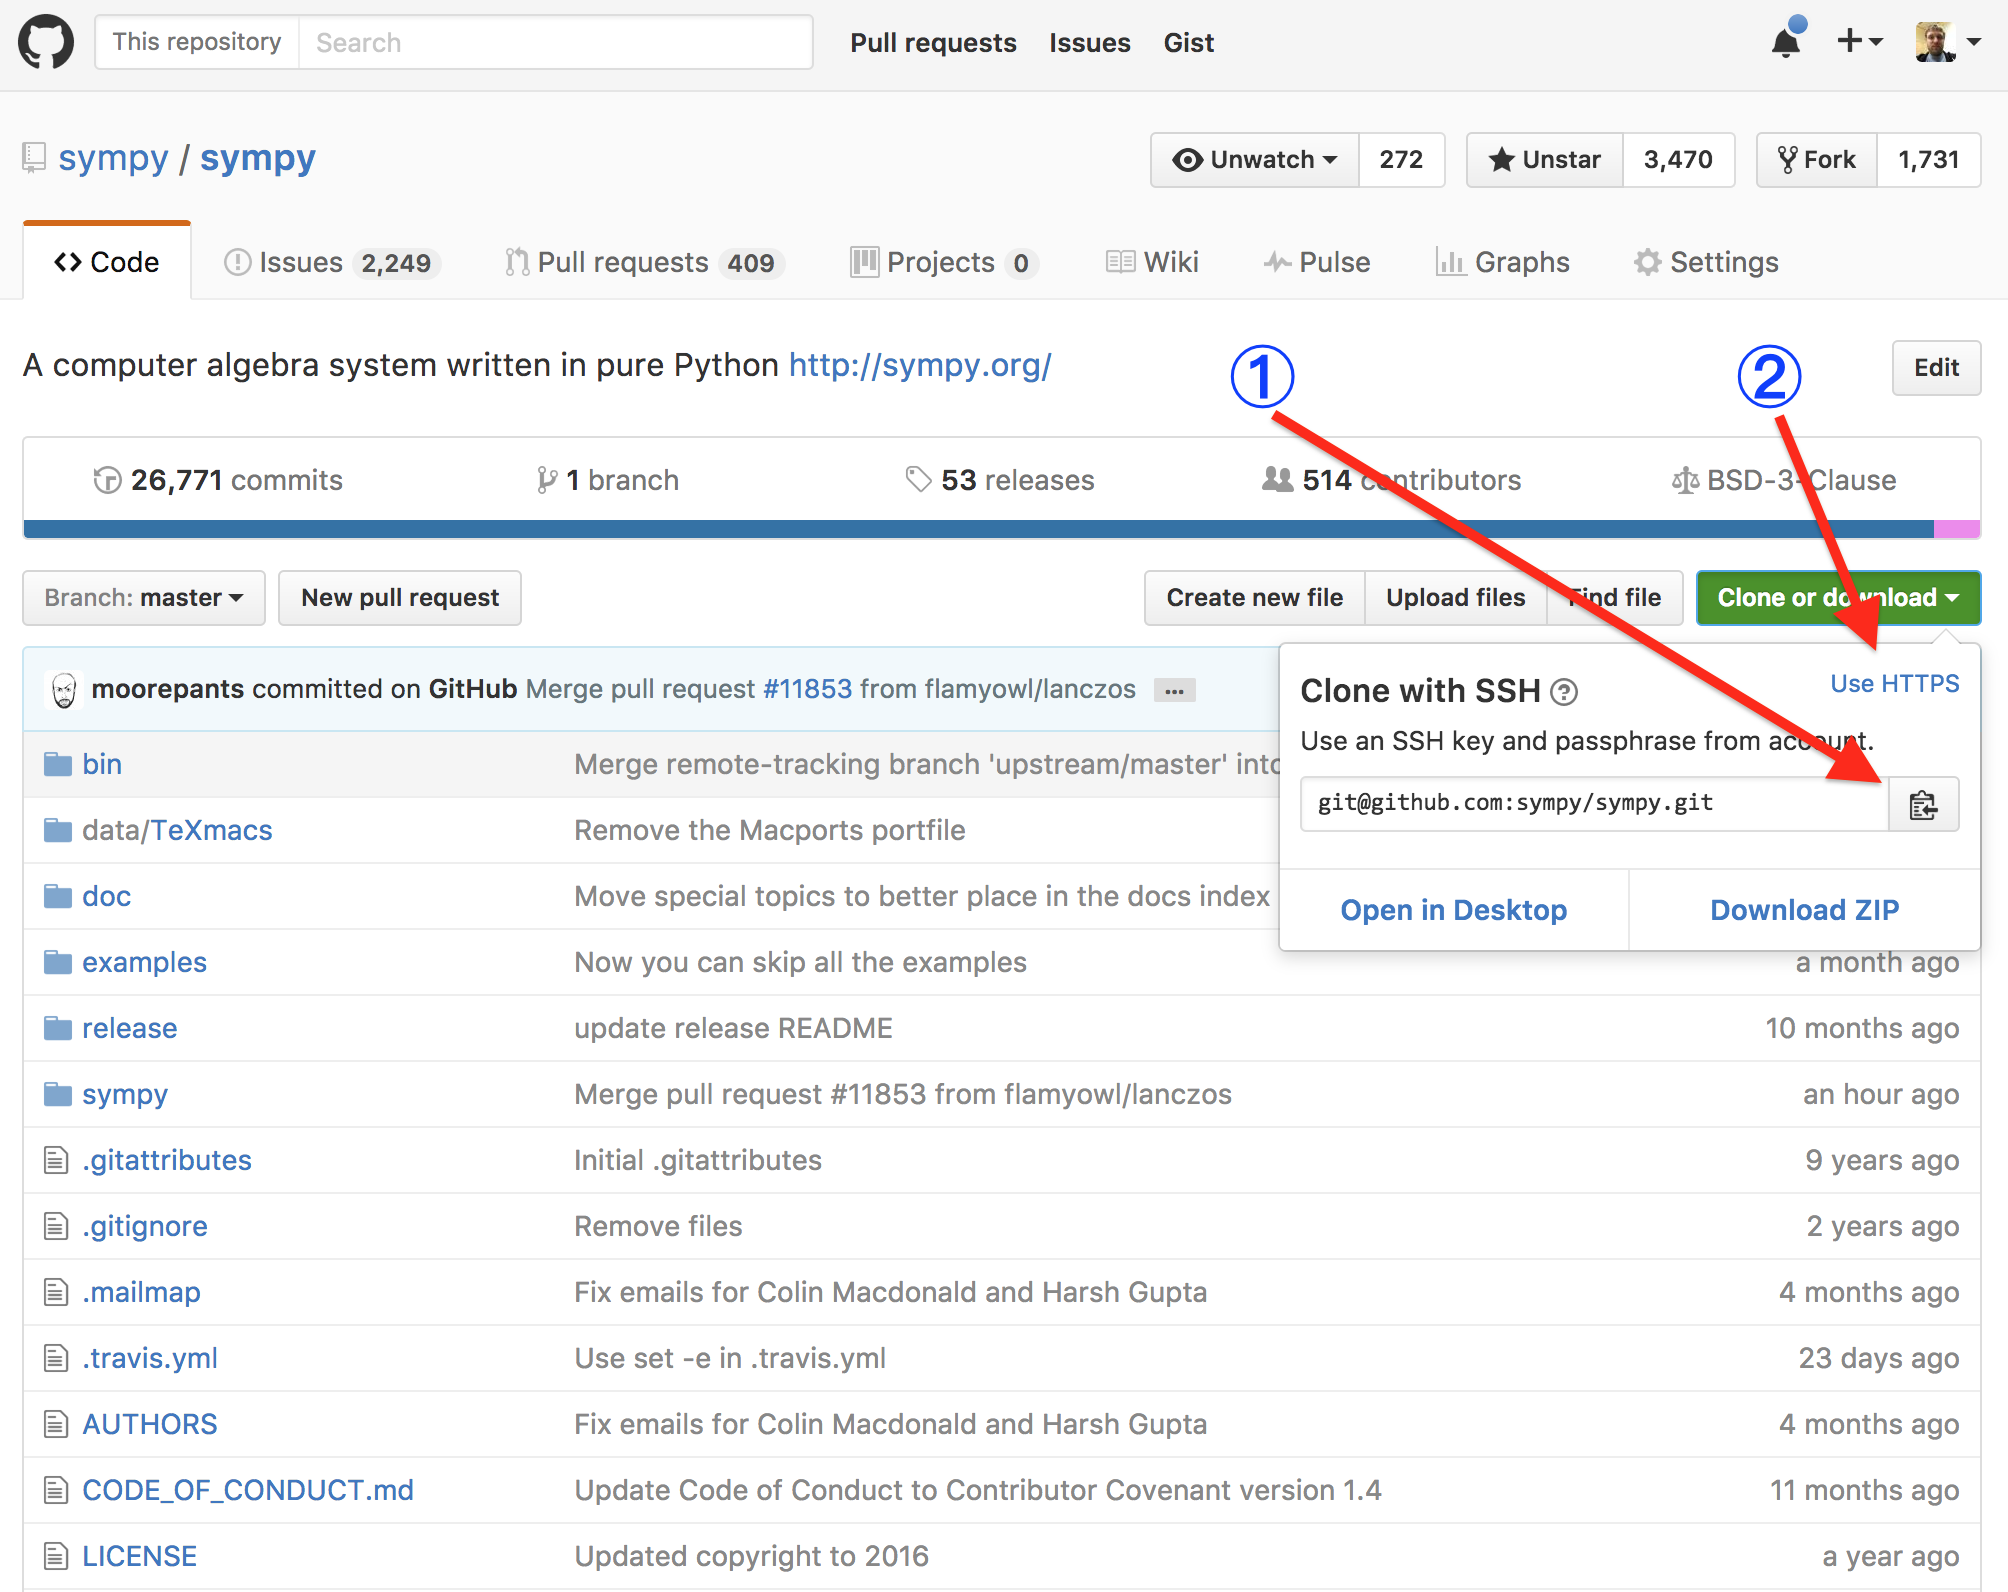 This repository Search Pull requests Issues Gist
sympy / sympy Unwatch 272 Unstar 3,470 Fork 1,731
Code Issues 2,249 Pull requests 409 Projects 0 Wiki Pulse Graphs Settings
A computer algebra system written in pure Python http://sympy.org/ 1 2 Edit
26,771 commits 1 branch 53 releases 514 contributors BSD-3-Clause
Branch: master New pull request Create new file Upload files Find file Clone or download
moorepants committed on GitHub Merge pull request #11853 from flamyowl/lanczos ...
Clone with SSH ? Use HTTPS
Use an SSH key and passphrase from account.
git@github.com:sympy/sympy.git
Open in Desktop Download ZIP
bin Merge remote-tracking branch 'upstream/master' into
data/TeXmacs Remove the Macports portfile
doc Move special topics to better place in the docs index
examples Now you can skip all the examples a month ago
release update release README 10 months ago
sympy Merge pull request #11853 from flamyowl/lanczos an hour ago
.gitattributes Initial .gitattributes 9 years ago
.gitignore Remove files 2 years ago
.mailmap Fix emails for Colin Macdonald and Harsh Gupta 4 months ago
.travis.yml Use set -e in .travis.yml 23 days ago
AUTHORS Fix emails for Colin Macdonald and Harsh Gupta 4 months ago
CODE_OF_CONDUCT.md Update Code of Conduct to Contributor Covenant version 1.4 11 months ago
LICENSE Updated copyright to 2016 a year ago